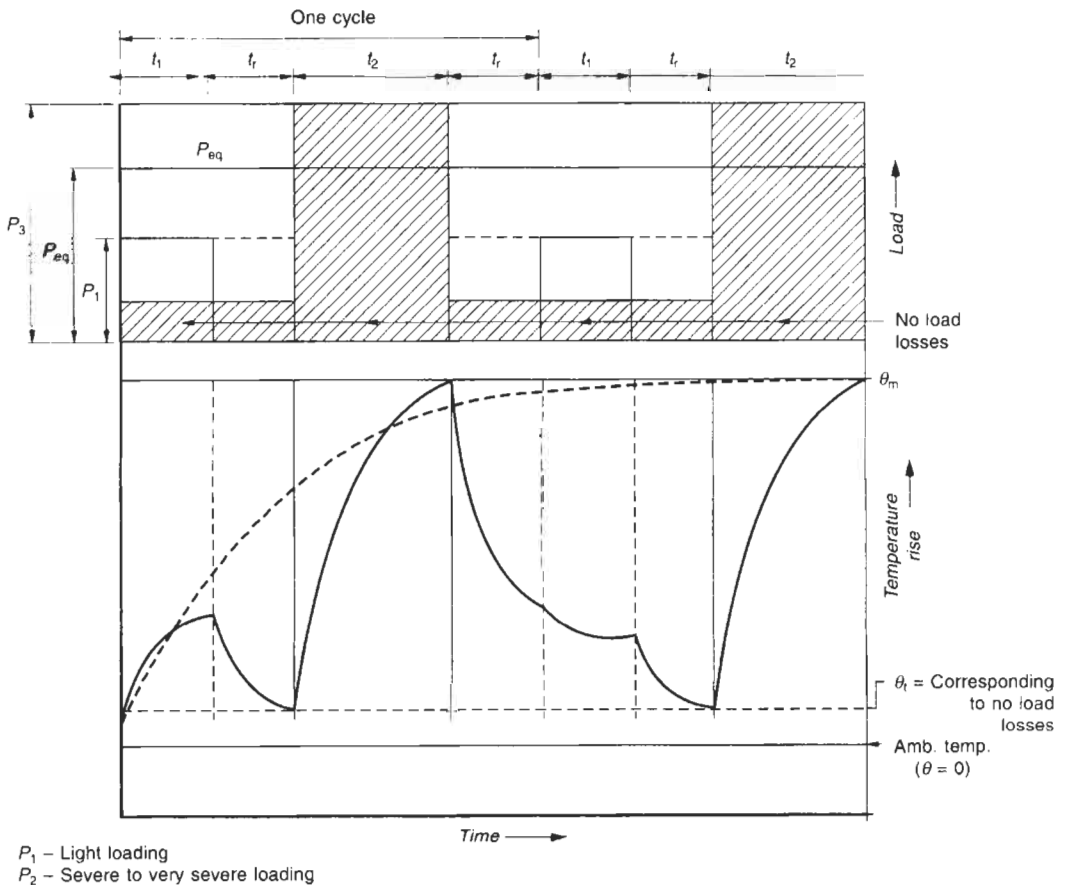 One cycle
t1 tr t2 tr t1 tr t2
Peq
P3
Peq
P1
Load
No load
losses
θm
Temperature
rise
θt = Corresponding
to no load
losses
Amb. temp.
(θ = 0)
Time
P1 – Light loading
P2 – Severe to very severe loading